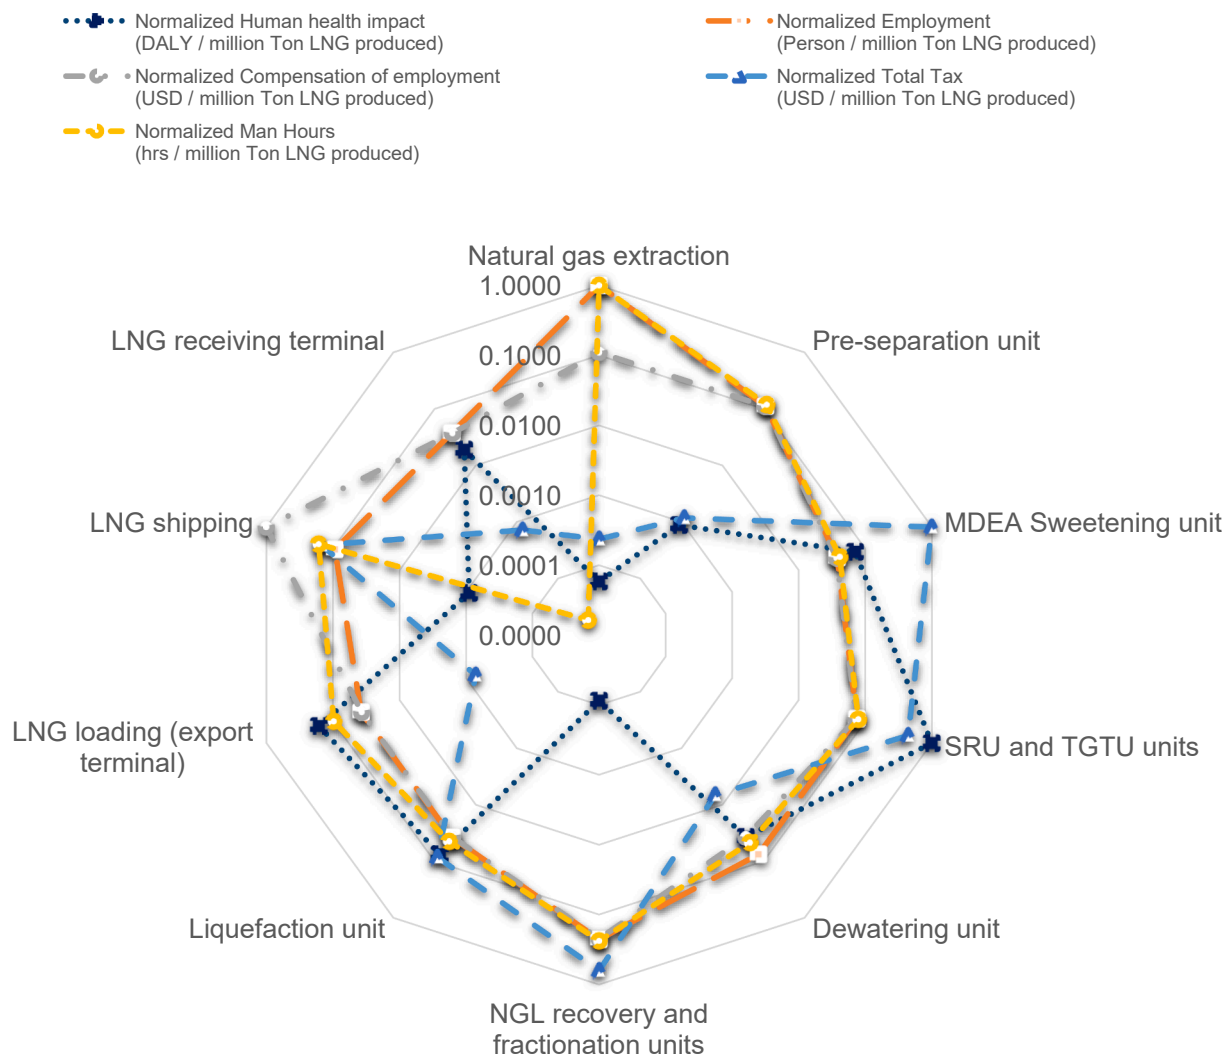 Normalized Human health impact
(DALY / million Ton LNG produced)
Normalized Employment
(Person / million Ton LNG produced)
Normalized Compensation of employment
(USD / million Ton LNG produced)
Normalized Total Tax
(USD / million Ton LNG produced)
Normalized Man Hours
(hrs / million Ton LNG produced)
Natural gas extraction
1.0000
LNG receiving terminal
Pre-separation unit
0.1000
0.0100
0.0010
LNG shipping
MDEA Sweetening unit
0.0001
0.0000
LNG loading (export
terminal)
SRU and TGTU units
Liquefaction unit
Dewatering unit
NGL recovery and
fractionation units